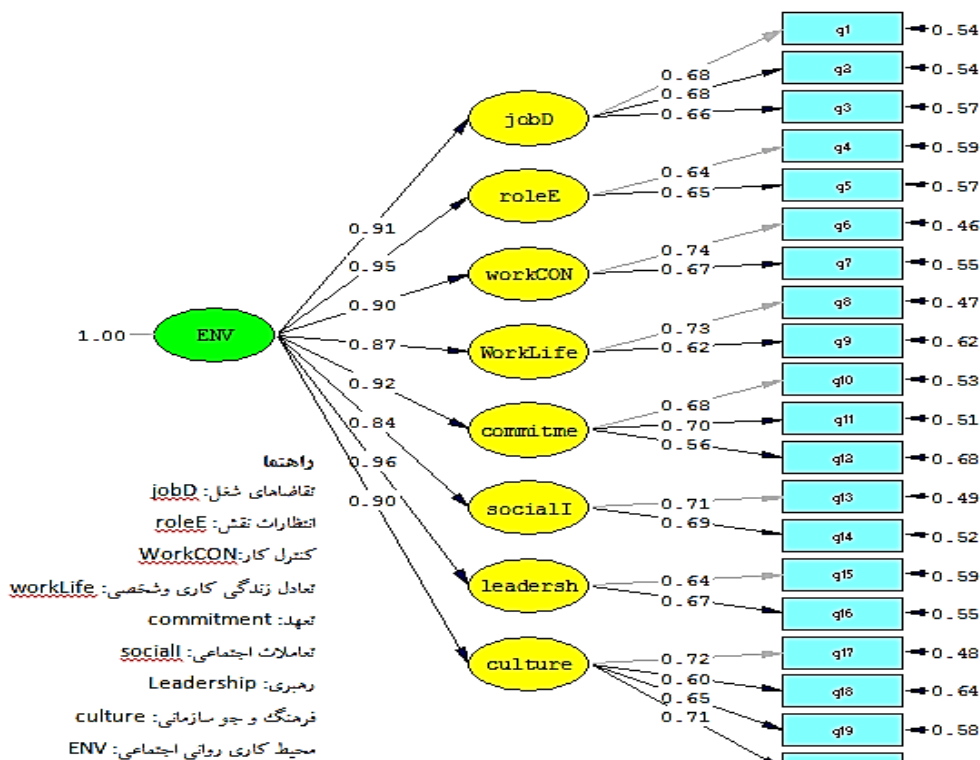 q1
0.54
0.68
q2
0.54
0.68
jobD
q3
0.57
0.66
q4
0.59
0.64
roleE
q5
0.57
0.65
0.91
q6
0.46
0.74
0.95
workCON
q7
0.55
0.67
0.90
q8
0.47
0.73
1.00
ENV
0.87
WorkLife
q9
0.62
0.62
0.92
q10
0.53
0.68
0.84
commitme
q11
0.51
0.70
q12
0.68
0.56
0.96
0.90
q13
0.49
0.71
socialI
q14
0.52
0.69
q15
0.59
0.64
leadersh
q16
0.55
0.67
q17
0.48
0.72
culture
q18
0.64
0.60
q19
0.58
0.65
0.71
راهتما
تقاضاهای شغل: jobD
انتظارات نقش: roleE
کنترل کار:WorkCON
تعادل زندگی کاری وشخصی: workLife
تعهد: commitment
تعاملات اجتماعی: socialI
رهبری: Leadership
فرهنگ و جو سازمانی: culture
محیط کاری روانی اجتماعی: ENV